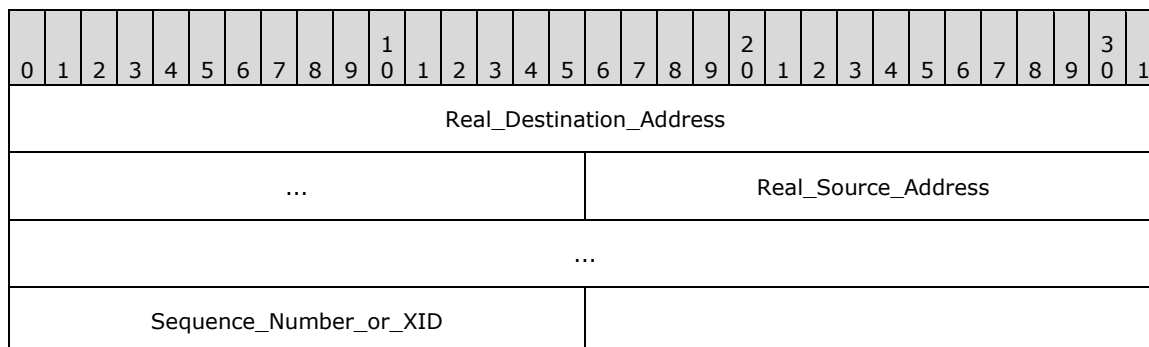 1 2 3
0 1 2 3 4 5 6 7 8 9 0 1 2 3 4 5 6 7 8 9 0 1 2 3 4 5 6 7 8 9 0 1
Real_Destination_Address
... Real_Source_Address
...
Sequence_Number_or_XID